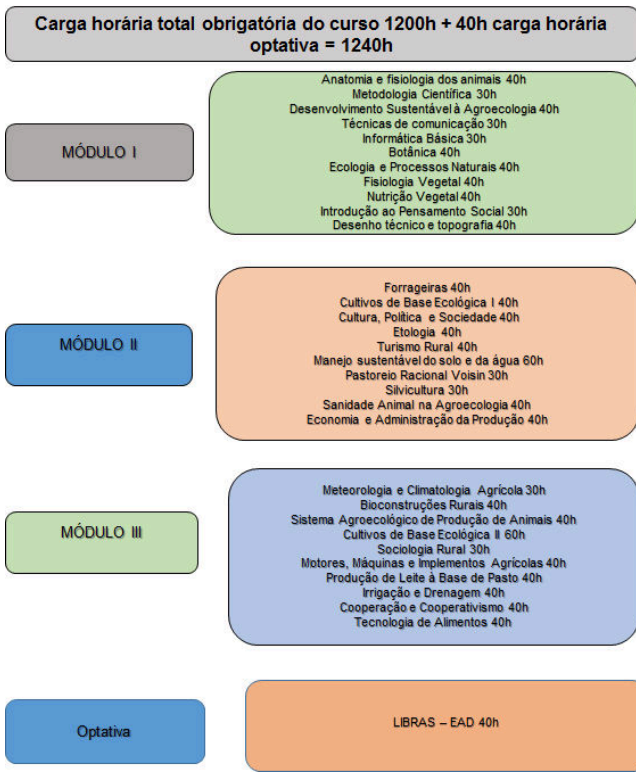 Carga horária total obrigatória do curso 1200h + 40h carga horária
optativa = 1240h
MÓDULO I
Anatomia e fisiologia dos animais 40h
Metodologia Científica 30h
Desenvolvimento Sustentável à Agroecologia 40h
Técnicas de comunicação 30h
Informática Básica 30h
Botânica 40h
Ecologia e Processos Naturais 40h
Fisiologia Vegetal 40h
Nutrição Vegetal 40h
Introdução ao Pensamento Social 30h
Desenho técnico e topografia 40h
MÓDULO II
Forrageiras 40h
Cultivos de Base Ecológica I 40h
Cultura, Política e Sociedade 40h
Etologia 40h
Turismo Rural 40h
Manejo sustentável do solo e da água 60h
Pastoreio Racional Voisin 30h
Silvicultura 30h
Sanidade Animal na Agroecologia 40h
Economia e Administração da Produção 40h
MÓDULO III
Meteorologia e Climatologia Agrícola 30h
Bioconstruções Rurais 40h
Sistema Agroecológico de Produção de Animais 40h
Cultivos de Base Ecológica II 60h
Sociologia Rural 30h
Motores, Máquinas e Implementos Agrícolas 40h
Produção de Leite à Base de Pasto 40h
Irrigação e Drenagem 40h
Cooperação e Cooperativismo 40h
Tecnologia de Alimentos 40h
Optativa
LIBRAS – EAD 40h